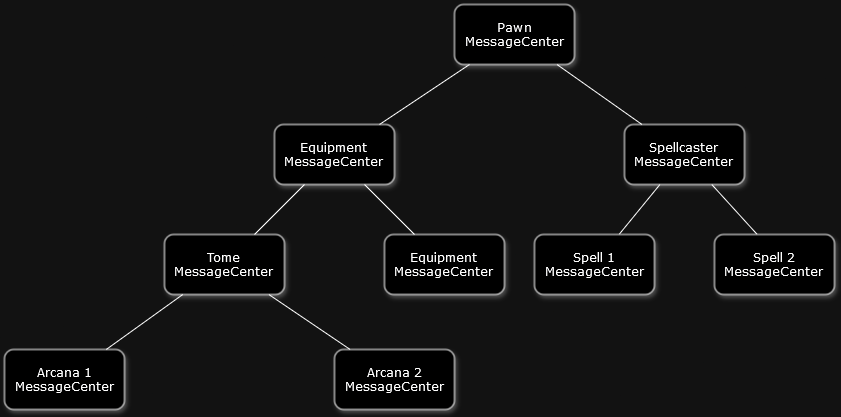 Pawn
MessageCenter
Equipment
MessageCenter
Spellcaster
MessageCenter
Tome
MessageCenter
Equipment
MessageCenter
Spell 1
MessageCenter
Spell 2
MessageCenter
Arcana 1
MessageCenter
Arcana 2
MessageCenter